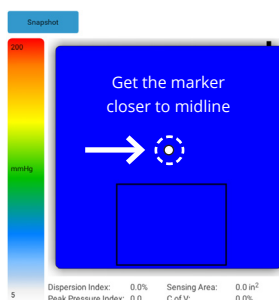 Snapshot
200
Get the marker
closer to midline
mmHg
Dispersion Index: 0.0% Sensing Area: 0.0 in²
5 Peak Pressure Index: 0.0 C of V: 0.0%